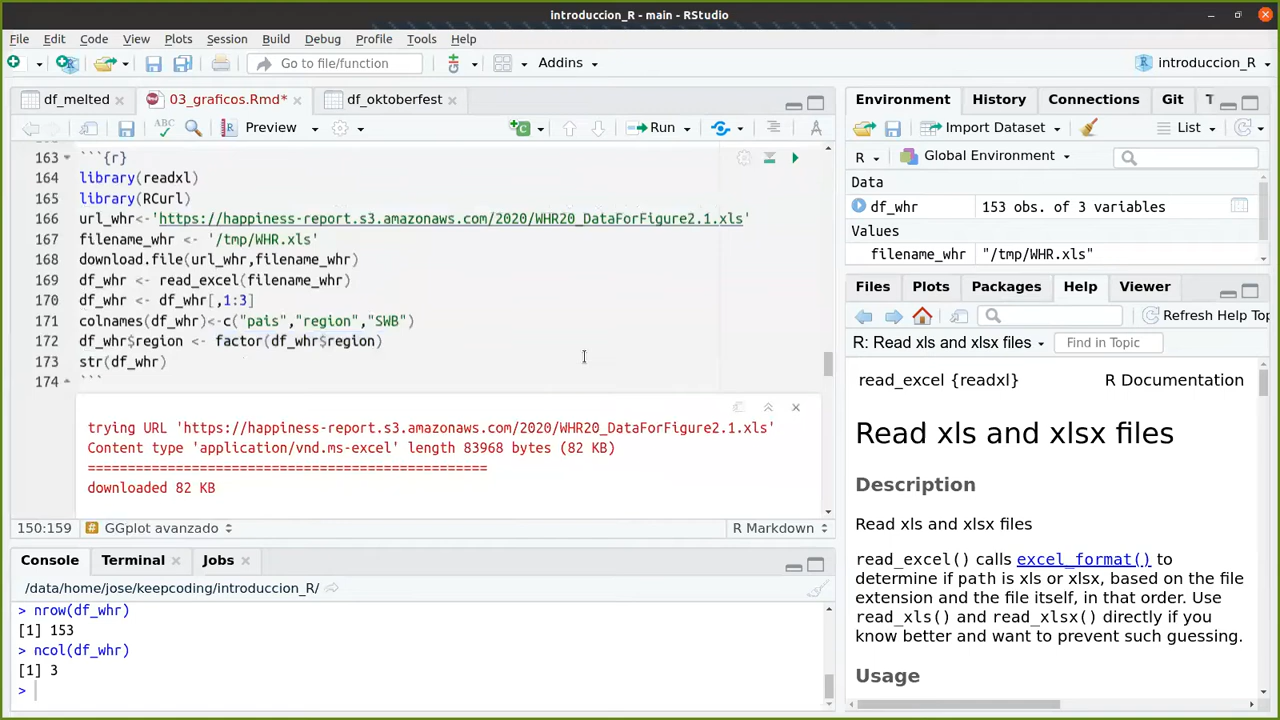 introduccion_R - main - RStudio
File Edit Code View Plots Session Build Debug Profile Tools Help
Go to file/function Addins introduccion_R
df_melted 03_graficos.Rmd* df_oktoberfest
ABC Preview Run
163 ```{r}
164 library(readxl)
165 library(RCurl)
166 url_whr<-'https://happiness-report.s3.amazonaws.com/2020/WHR20_DataForFigure2.1.xls'
167 filename_whr <- '/tmp/WHR.xls'
168 download.file(url_whr,filename_whr)
169 df_whr <- read_excel(filename_whr)
170 df_whr <- df_whr[,1:3]
171 colnames(df_whr)<-c("pais","region","SWB")
172 df_whr$region <- factor(df_whr$region)
173 str(df_whr)
174 ```
trying URL 'https://happiness-report.s3.amazonaws.com/2020/WHR20_DataForFigure2.1.xls'
Content type 'application/vnd.ms-excel' length 83968 bytes (82 KB)
==================================================
downloaded 82 KB
150:159 # GGplot avanzado R Markdown
Console Terminal Jobs
/data/home/jose/keepcoding/introduccion_R/
> nrow(df_whr)
[1] 153
> ncol(df_whr)
[1] 3
>
Environment History Connections Git T
Import Dataset List
R Global Environment
Data
df_whr 153 obs. of 3 variables
Values
filename_whr "/tmp/WHR.xls"
Files Plots Packages Help Viewer
Refresh Help Top
R: Read xls and xlsx files Find in Topic
read_excel {readxl} R Documentation
Read xls and xlsx files
Description
Read xls and xlsx files
read_excel() calls excel_format() to
determine if path is xls or xlsx, based on the file
extension and the file itself, in that order. Use
read_xls() and read_xlsx() directly if you
know better and want to prevent such guessing.
Usage